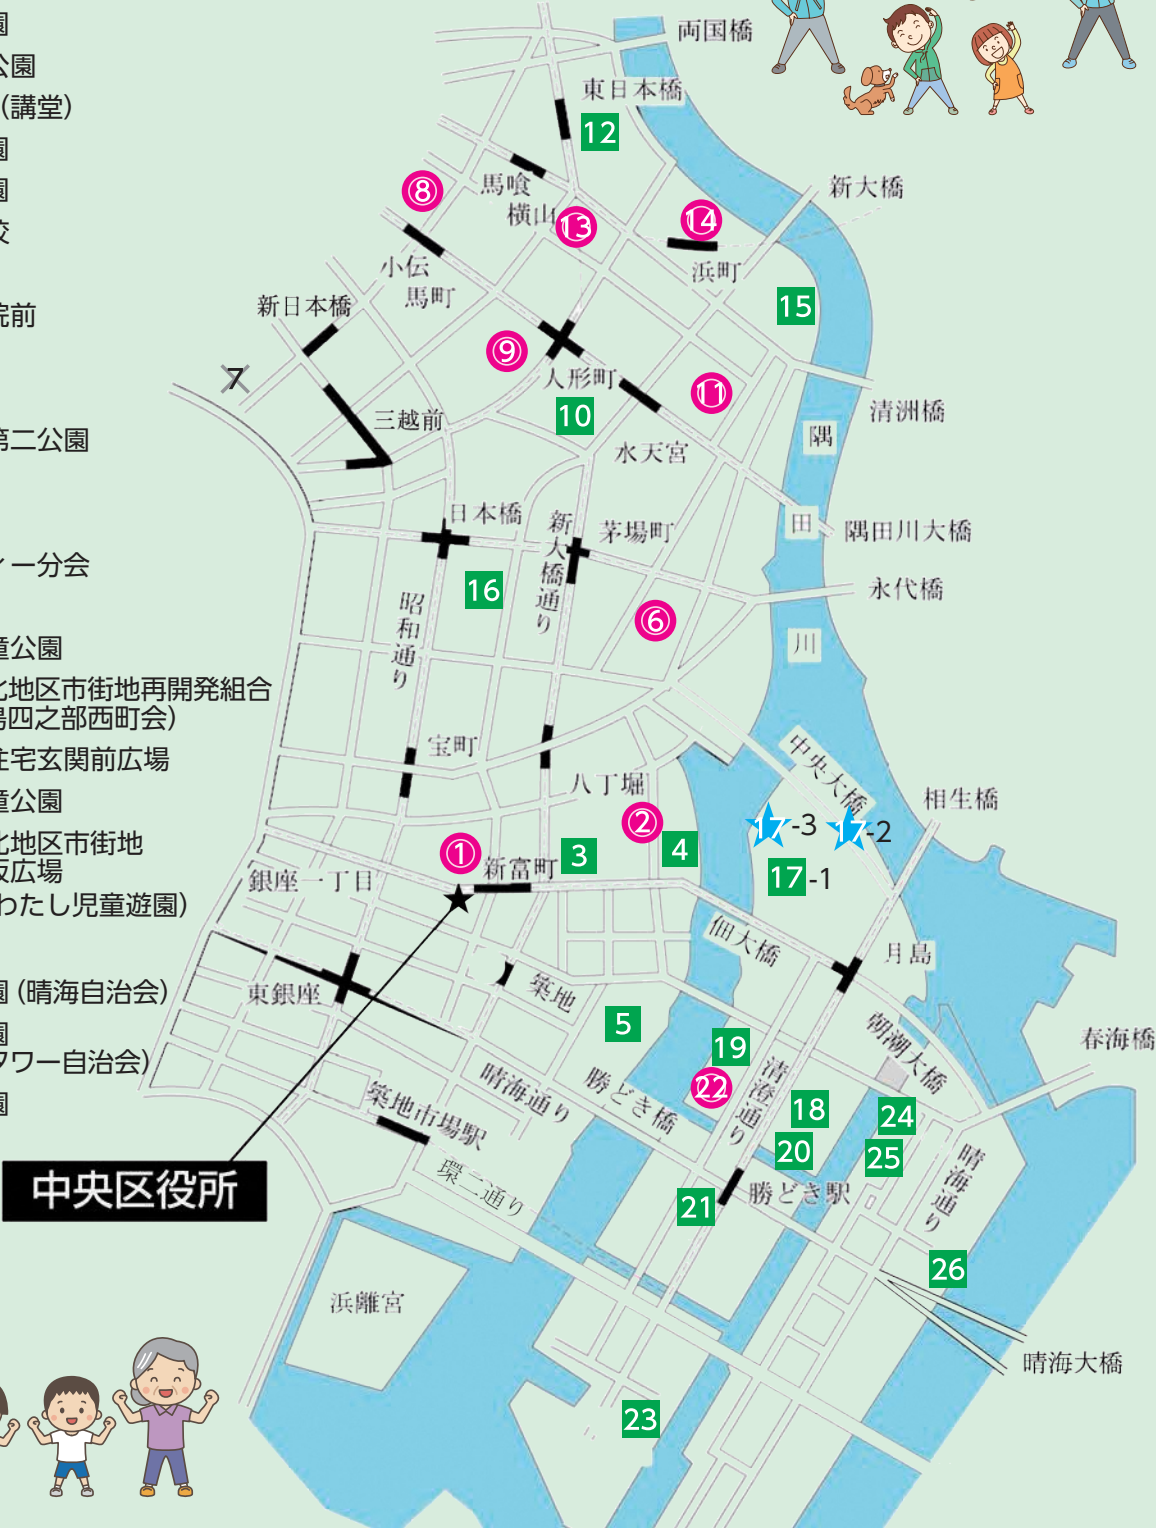 園
公園
(講堂)
園
園
校
院前
第二公園
ィー分会
童公園
北地区市街地再開発組合
島四之部西町会)
住宅玄関前広場
童公園
北地区市街地
仮広場
わたし児童遊園)
園(晴海自治会)
園
タワー自治会)
園
両国橋
東日本橋
12
⑧
馬喰
横山
⑬
⑭
新大橋
浜町
小伝
馬町
新日本橋
15
⑨
7
人形町
⑪
10
清洲橋
三越前
水天宮
隅
田
川
日本橋
新大橋通り
茅場町
隅田川大橋
16
昭和通り
⑥
永代橋
宝町
八丁堀
中央大橋
相生橋
②
17-3
17-2
①
新富町
3
4
17-1
銀座一丁目
佃大橋
月島
東銀座
築地
5
19
㉒
清澄通り
朝潮大橋
春海橋
晴海通り
勝どき橋
18
24
築地市場駅
20
25
晴海通り
環二通り
中央区役所
21
勝どき駅
26
浜離宮
晴海大橋
23